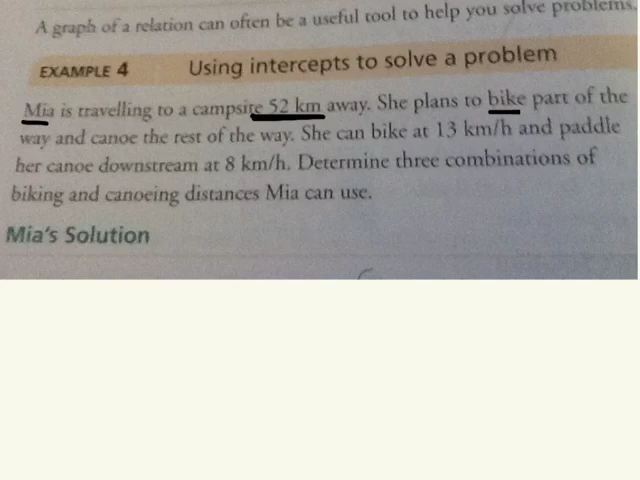 A graph of a relation can often be a useful tool to help you solve problems.
EXAMPLE 4 Using intercepts to solve a problem
Mia is travelling to a campsite 52 km away. She plans to bike part of the
way and canoe the rest of the way. She can bike at 13 km/h and paddle
her canoe downstream at 8 km/h. Determine three combinations of
biking and canoeing distances Mia can use.
Mia's Solution